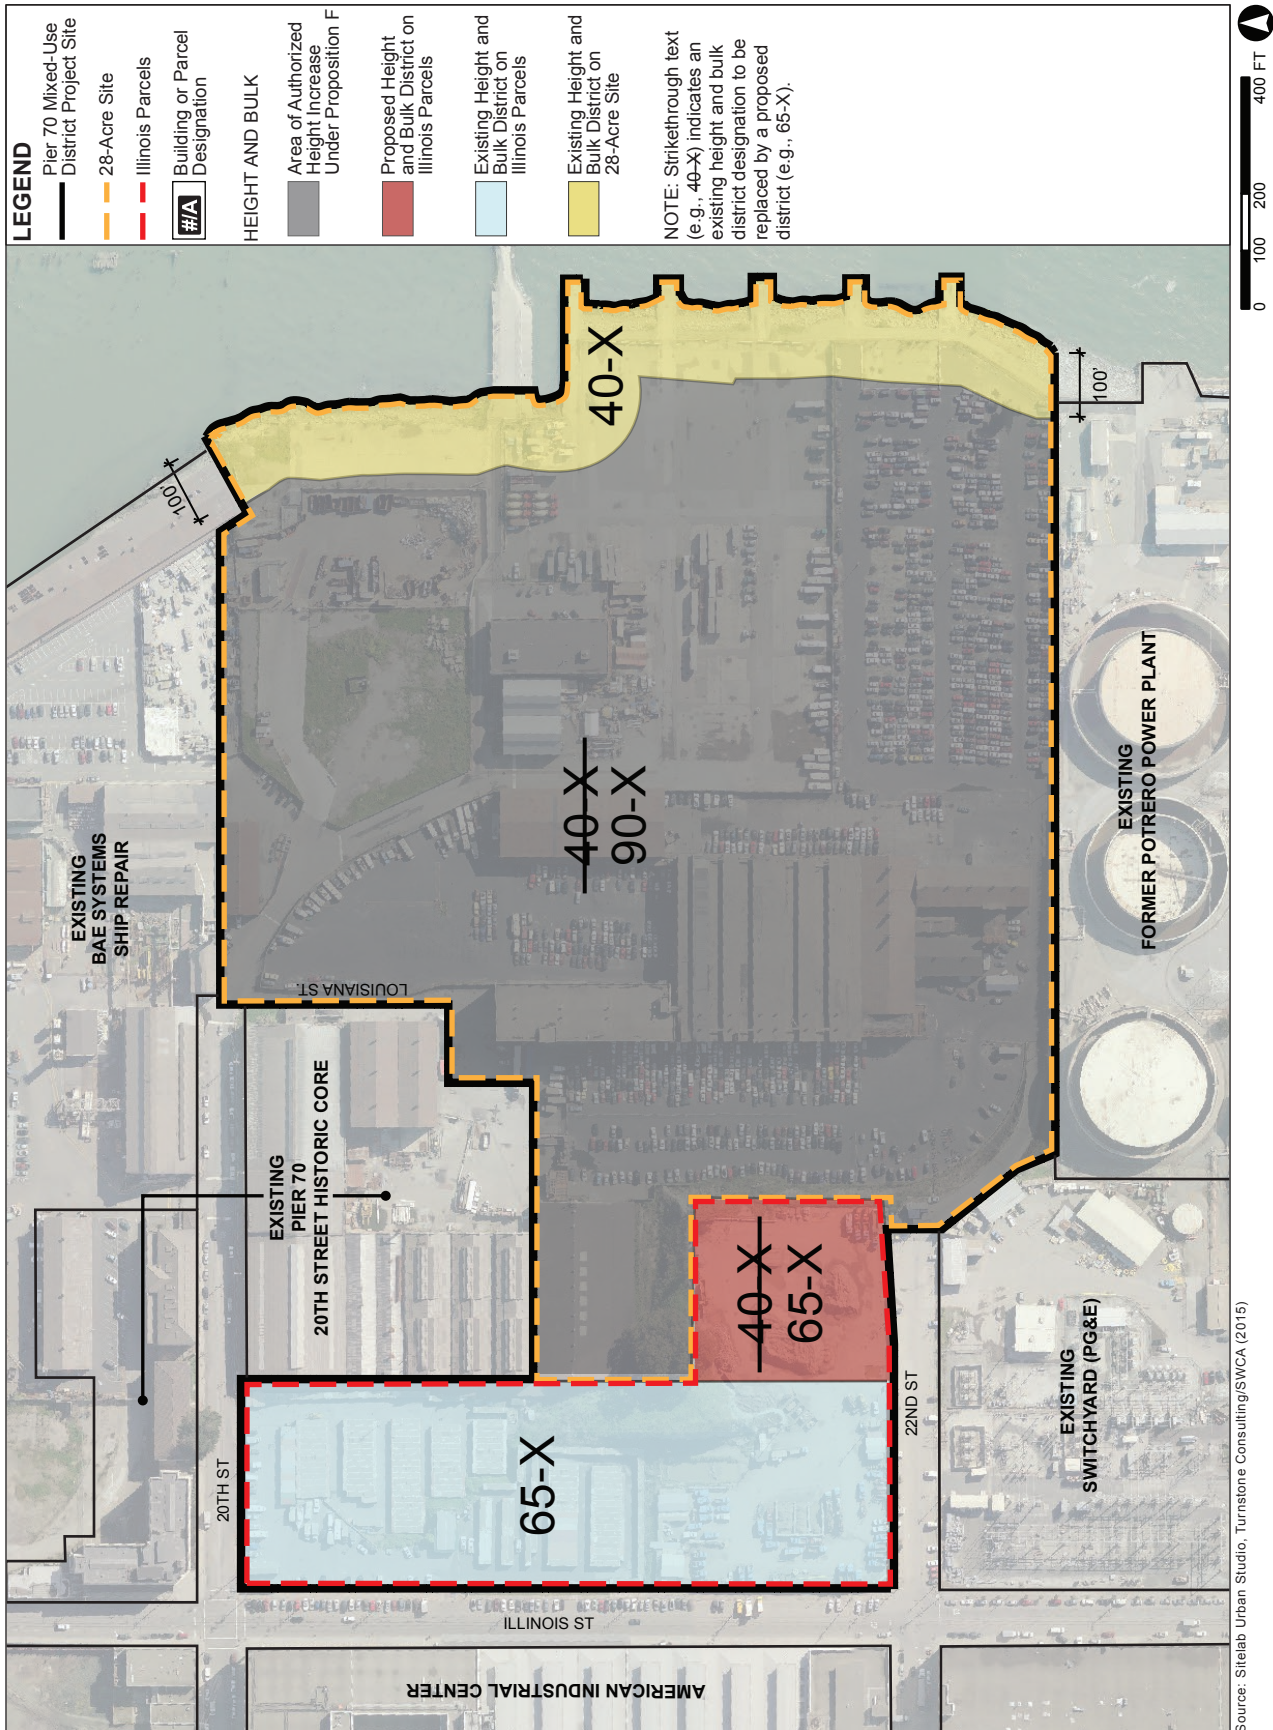 LEGEND
Pier 70 Mixed-Use
District Project Site
28-Acre Site
Illinois Parcels
#/A
Building or Parcel
Designation
HEIGHT AND BULK
Area of Authorized
Height Increase
Under Proposition F
Proposed Height
and Bulk District on
Illinois Parcels
Existing Height and
Bulk District on
Illinois Parcels
Existing Height and
Bulk District on
28-Acre Site
NOTE: Strikethrough text
(e.g., 40-X) indicates an
existing height and bulk
district designation to be
replaced by a proposed
district (e.g., 65-X).
EXISTING
BAE SYSTEMS
SHIP REPAIR
100'
40-X
100'
40-X
90-X
LOUISIANA ST.
EXISTING
PIER 70
20TH STREET HISTORIC CORE
EXISTING
FORMER POTRERO POWER PLANT
40-X
65-X
20TH ST
65-X
22ND ST
EXISTING
SWITCHYARD (PG&E)
ILLINOIS ST
AMERICAN INDUSTRIAL CENTER
0 100 200 400 FT
Source: Sitelab Urban Studio, Turnstone Consulting/SWCA (2015)